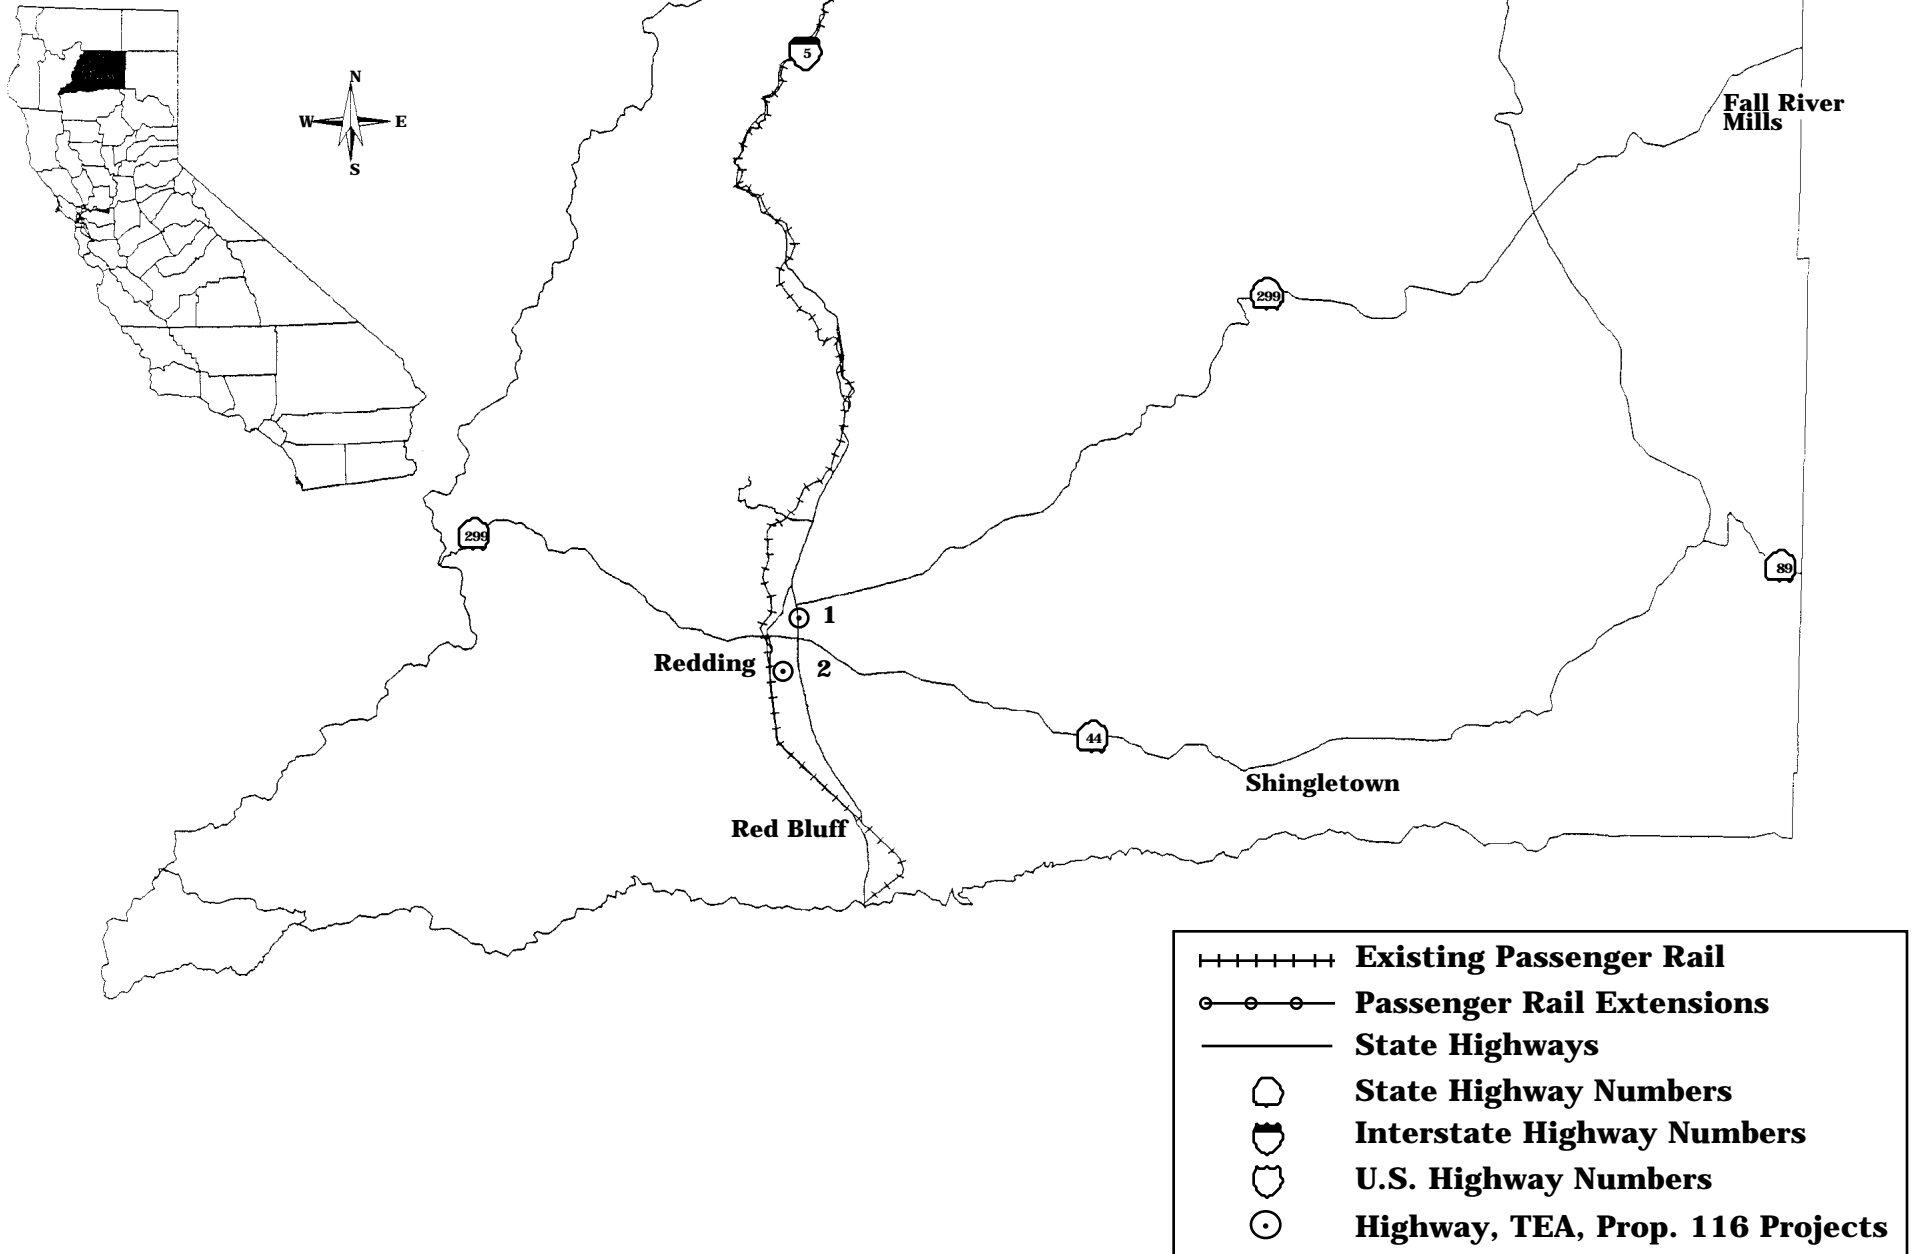 5
N
W E
S
Fall River
Mills
299
299
89
1
Redding
2
44
Shingletown
Red Bluff
Existing Passenger Rail
Passenger Rail Extensions
State Highways
State Highway Numbers
Interstate Highway Numbers
U.S. Highway Numbers
Highway, TEA, Prop. 116 Projects